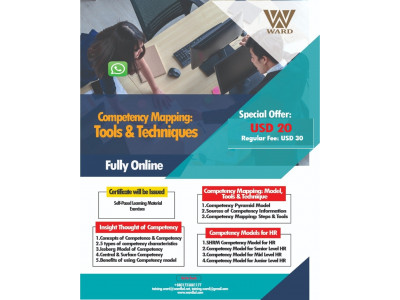 WARD
Competency Mapping:
Tools & Techniques
Special Offer:
USD 20
Regular Fee: USD 30
Fully Online
Certificate will be Issued
Self-Paced Learning Material
Exercises
Competency Mapping: Model,
Tools & Technique
1.Competency Pyramid Model
2.Sources of Competency Information
3.Competency Mapping: Steps & Tools
Insight Thought of Competency
1.Concepts of Competence & Competency
2.5 types of competency characteristics
3.Iceberg Model of Competency
4.Central & Surface Competency
5.Benefits of using Competency model
Competency Models for HR
1.SHRM Competency Model for HR
2.Competency Model for Senior Level HR
3.Competency Model for Mid Level HR
4.Competency Model for Junior Level HR